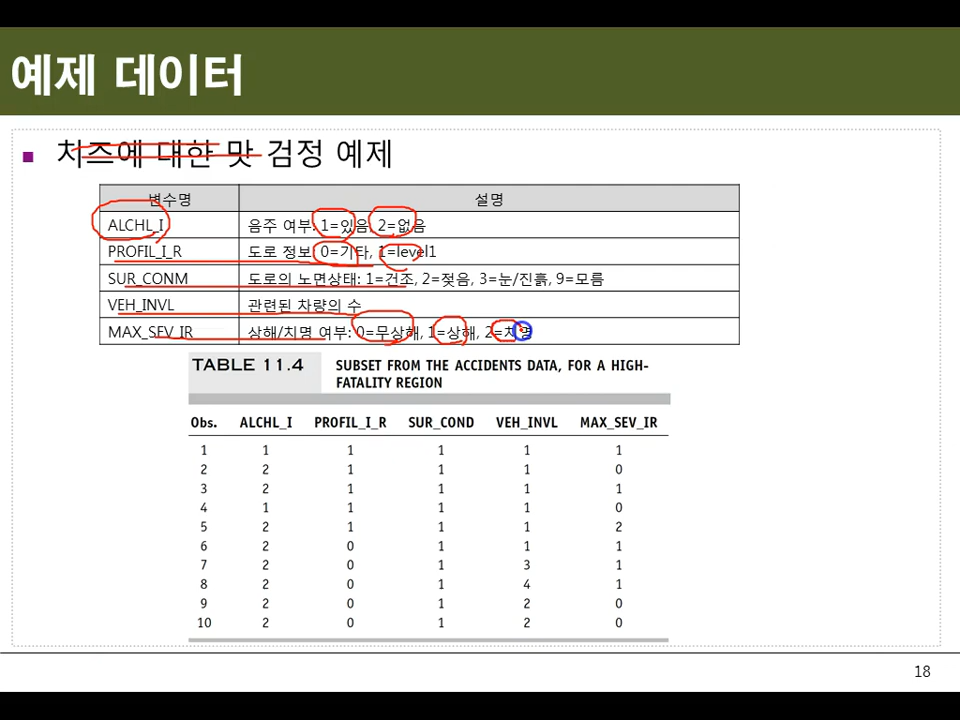 예제 데이터
■ 치즈에 대한 맛 검정 예제
변수명 설명
ALCHL_I 음주 여부: 1=있음, 2=없음
PROFIL_I_R 도로 정보: 0=기타, 1=level1
SUR_CONM 도로의 노면상태: 1=건조, 2=젖음, 3=눈/진흙, 9=모름
VEH_INVL 관련된 차량의 수
MAX_SEV_IR 상해/치명 여부: 0=무상해, 1=상해, 2=치명
TABLE 11.4 SUBSET FROM THE ACCIDENTS DATA, FOR A HIGH-
FATALITY REGION
Obs. ALCHL_I PROFIL_I_R SUR_COND VEH_INVL MAX_SEV_IR
1 1 1 1 1 1
2 2 1 1 1 0
3 2 1 1 1 1
4 1 1 1 1 0
5 2 1 1 1 2
6 2 0 1 1 1
7 2 0 1 3 1
8 2 0 1 4 1
9 2 0 1 2 0
10 2 0 1 2 0
18